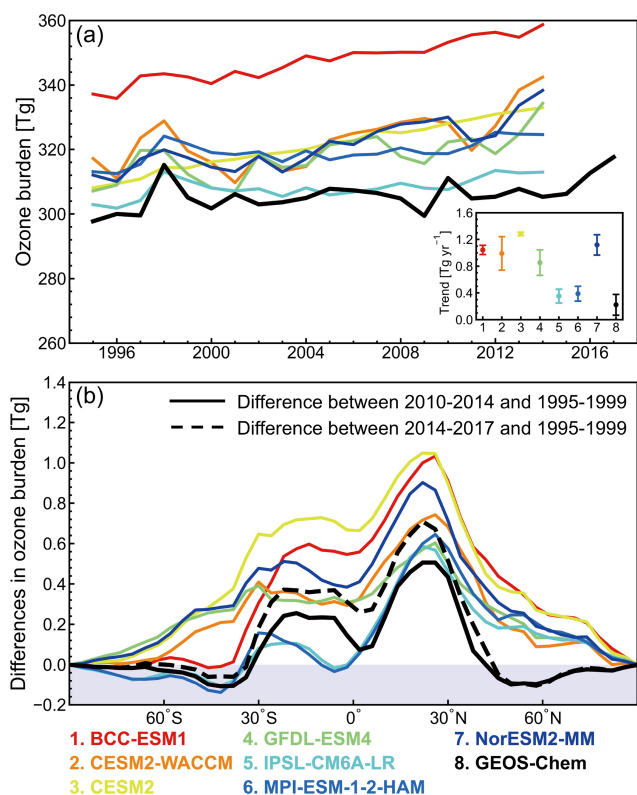 (a)
Ozone burden [Tg]
360
340
320
300
280
260
1996
2000
2004
2008
2012
2016
Trend [Tg yr⁻¹]
1.6
1.2
0.8
0.4
0.0
1 2 3 4 5 6 7 8
(b)
Differences in ozone burden [Tg]
1.4
1.2
1.0
0.8
0.6
0.4
0.2
0.0
−0.2
Difference between 2010-2014 and 1995-1999
Difference between 2014-2017 and 1995-1999
60°S
30°S
0°
30°N
60°N
1. BCC-ESM1
2. CESM2-WACCM
3. CESM2
4. GFDL-ESM4
5. IPSL-CM6A-LR
6. MPI-ESM-1-2-HAM
7. NorESM2-MM
8. GEOS-Chem